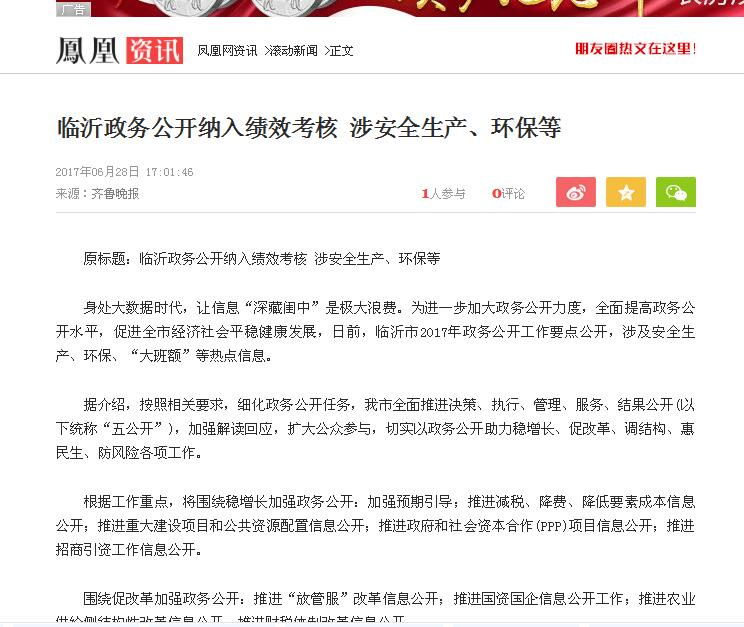 广告
鳳凰资讯
凤凰网资讯 >滚动新闻 >正文
朋友圈热文在这里!
临沂政务公开纳入绩效考核 涉安全生产、环保等
2017年06月28日 17:01:46
来源：齐鲁晚报
1人参与 0评论
原标题：临沂政务公开纳入绩效考核 涉安全生产、环保等
身处大数据时代，让信息“深藏闺中”是极大浪费。为进一步加大政务公开力度，全面提高政务公
开水平，促进全市经济社会平稳健康发展，日前，临沂市2017年政务公开工作要点公开，涉及安全生
产、环保、“大班额”等热点信息。
据介绍，按照相关要求，细化政务公开任务，我市全面推进决策、执行、管理、服务、结果公开(以
下统称“五公开”)，加强解读回应，扩大公众参与，切实以政务公开助力稳增长、促改革、调结构、惠
民生、防风险各项工作。
根据工作重点，将围绕稳增长加强政务公开：加强预期引导；推进减税、降费、降低要素成本信息
公开；推进重大建设项目和公共资源配置信息公开；推进政府和社会资本合作(PPP)项目信息公开；推进
招商引资工作信息公开。
围绕促改革加强政务公开：推进“放管服”改革信息公开；推进国资国企信息公开工作；推进农业
供给侧结构性改革信息公开，推进财税体制改革信息公开